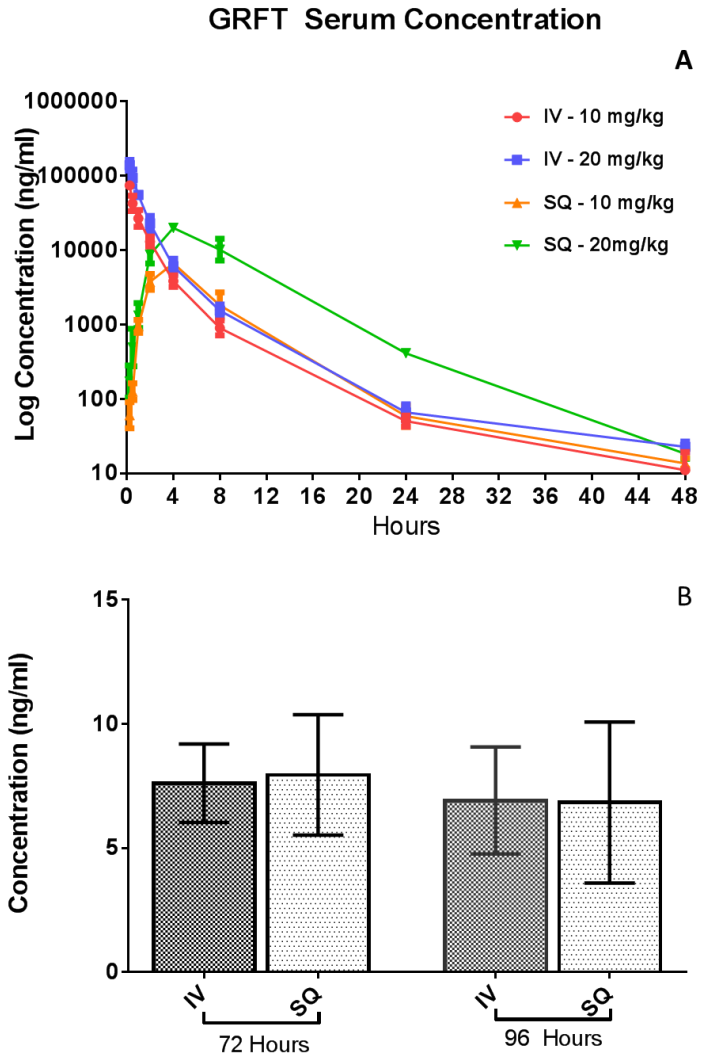 GRFT Serum Concentration
A
Log Concentration (ng/ml)
1000000
100000
10000
1000
100
10
IV - 10 mg/kg
IV - 20 mg/kg
SQ - 10 mg/kg
SQ - 20mg/kg
0 4 8 12 16 20 24 28 32 36 40 44 48
Hours
B
Concentration (ng/ml)
15
10
5
0
IV SQ IV SQ
72 Hours 96 Hours